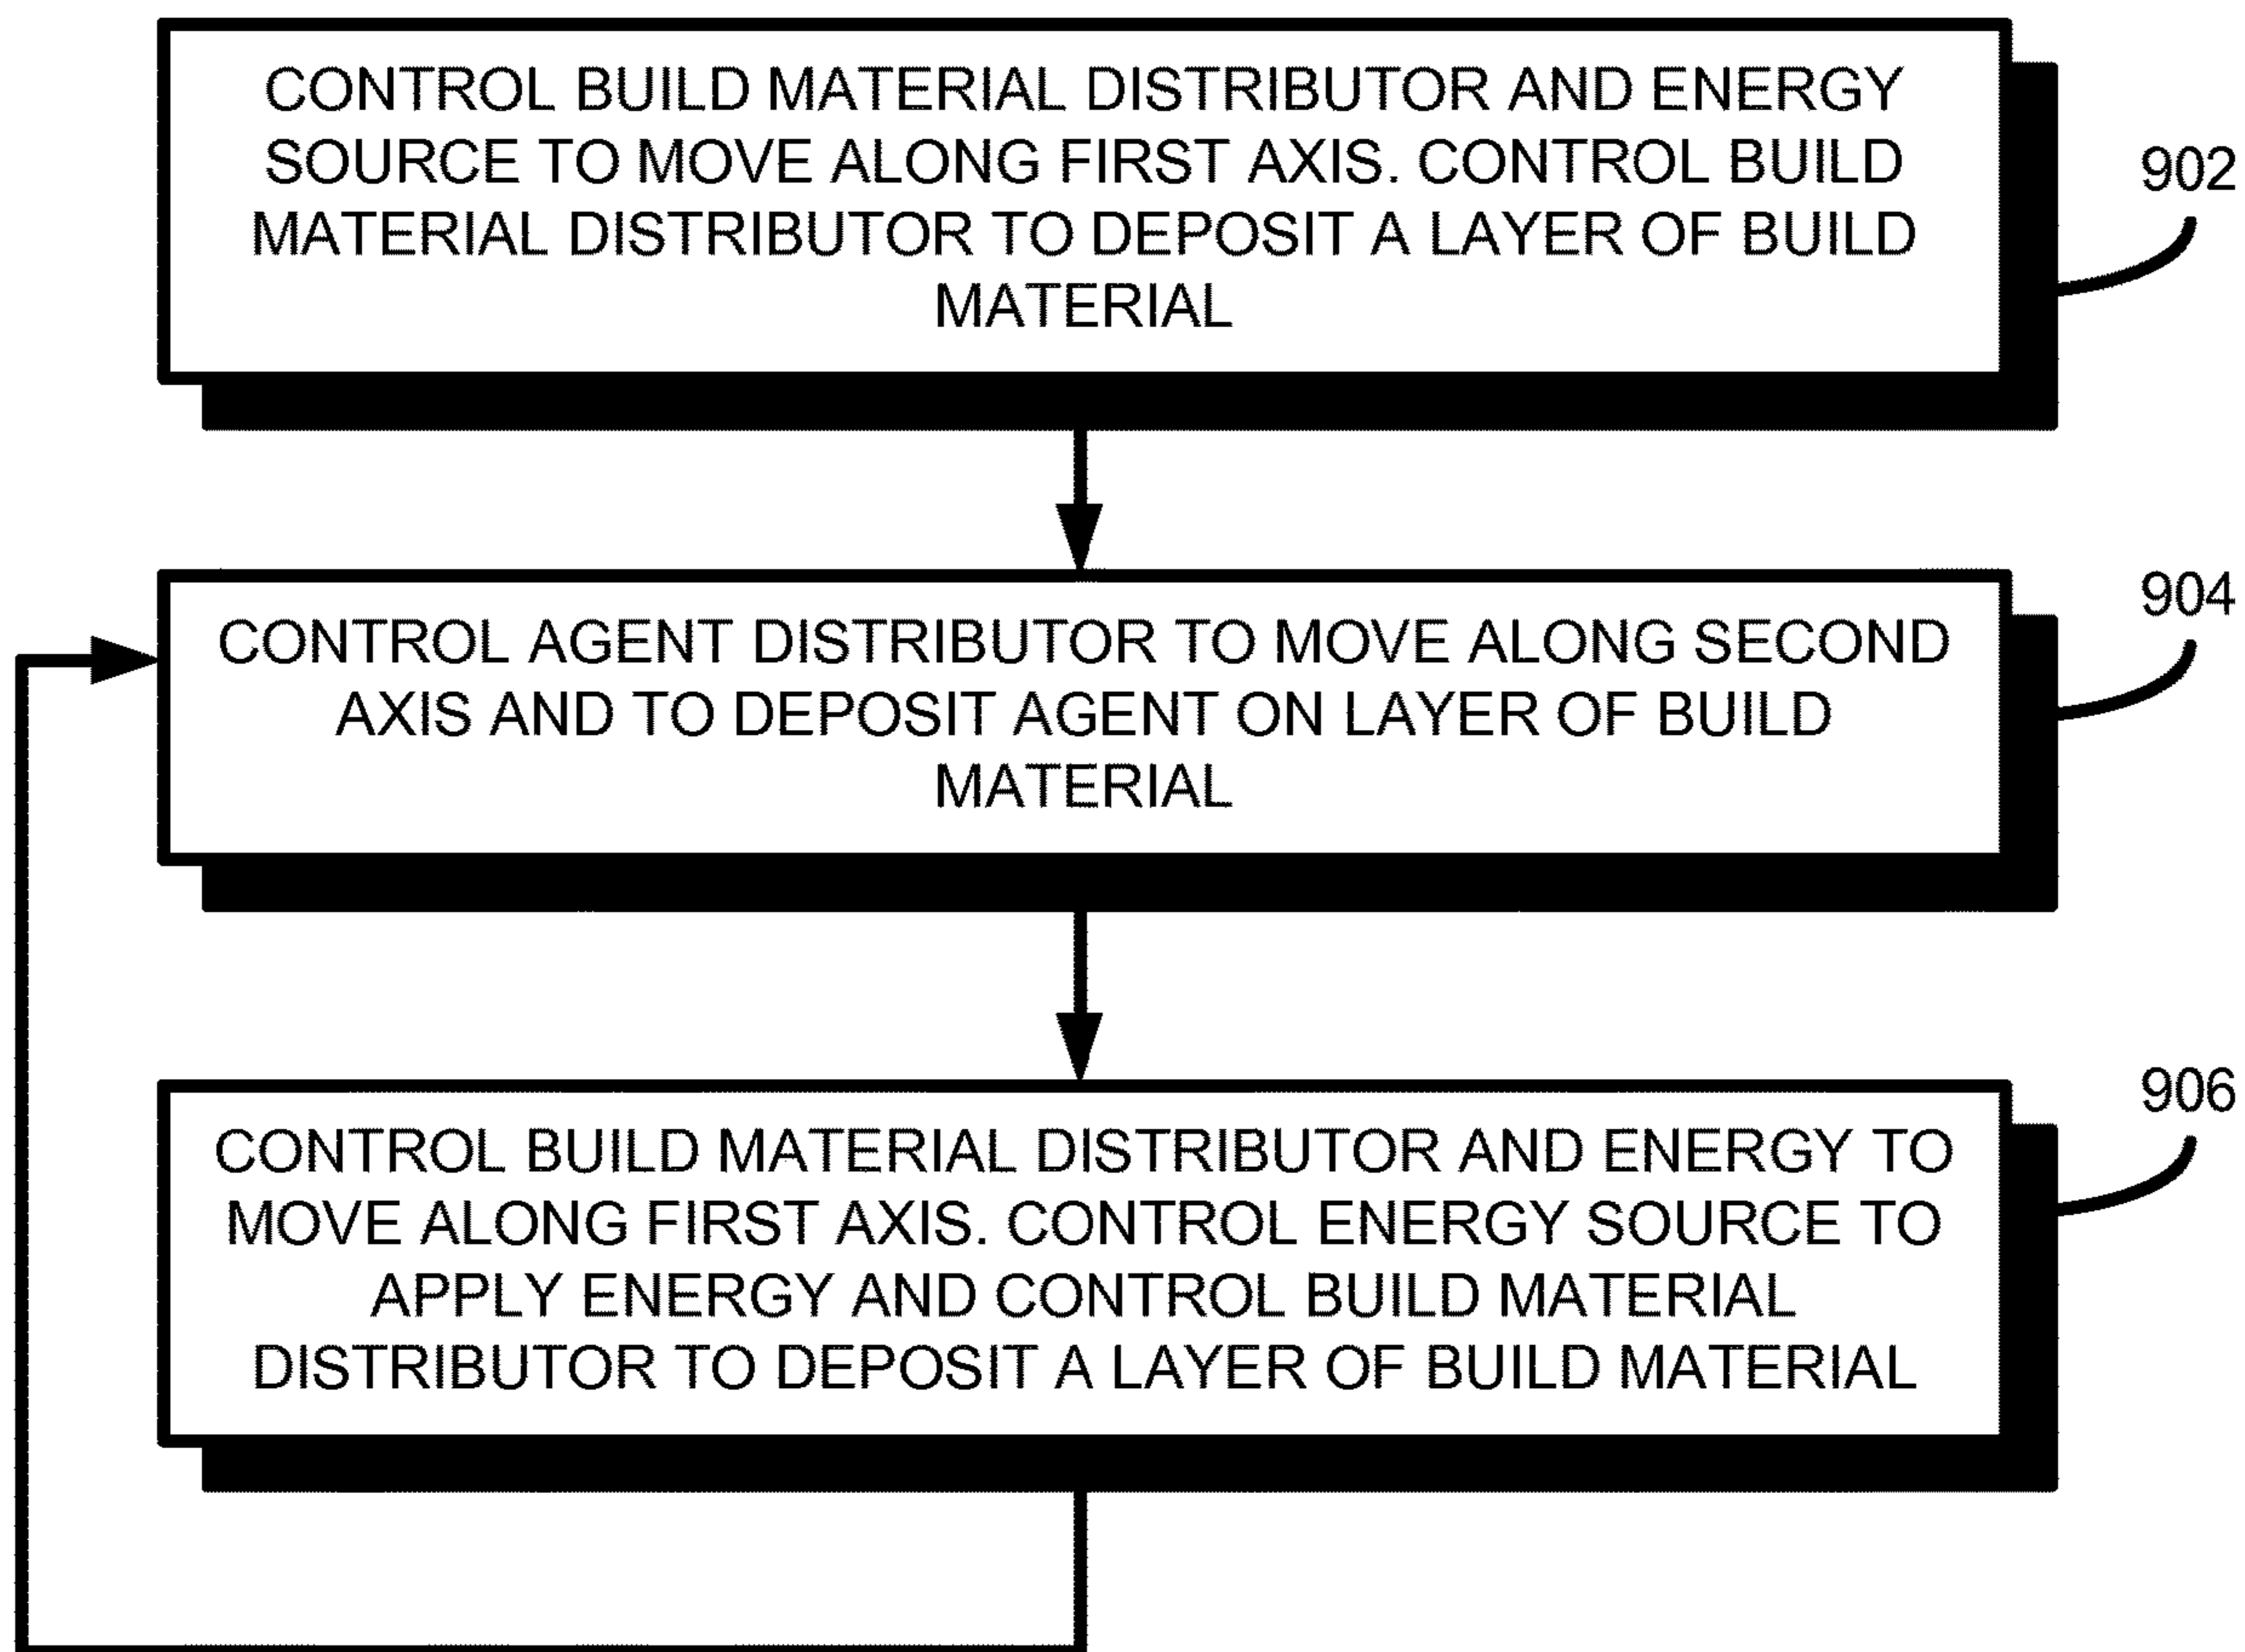 CONTROL BUILD MATERIAL DISTRIBUTOR AND ENERGY
SOURCE TO MOVE ALONG FIRST AXIS. CONTROL BUILD
MATERIAL DISTRIBUTOR TO DEPOSIT A LAYER OF BUILD
MATERIAL
902
CONTROL AGENT DISTRIBUTOR TO MOVE ALONG SECOND
AXIS AND TO DEPOSIT AGENT ON LAYER OF BUILD
MATERIAL
904
CONTROL BUILD MATERIAL DISTRIBUTOR AND ENERGY TO
MOVE ALONG FIRST AXIS. CONTROL ENERGY SOURCE TO
APPLY ENERGY AND CONTROL BUILD MATERIAL
DISTRIBUTOR TO DEPOSIT A LAYER OF BUILD MATERIAL
906